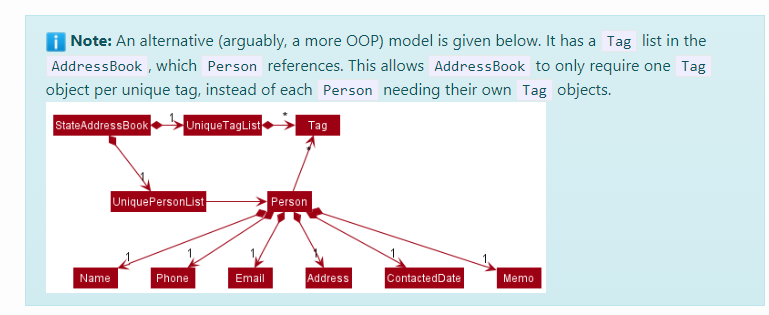 i Note: An alternative (arguably, a more OOP) model is given below. It has a Tag list in the
AddressBook , which Person references. This allows AddressBook to only require one Tag
object per unique tag, instead of each Person needing their own Tag objects.
StateAddressBook 1 UniqueTagList * Tag
*
1
UniquePersonList Person
1 1 1 1 1 1
Name Phone Email Address ContactedDate Memo